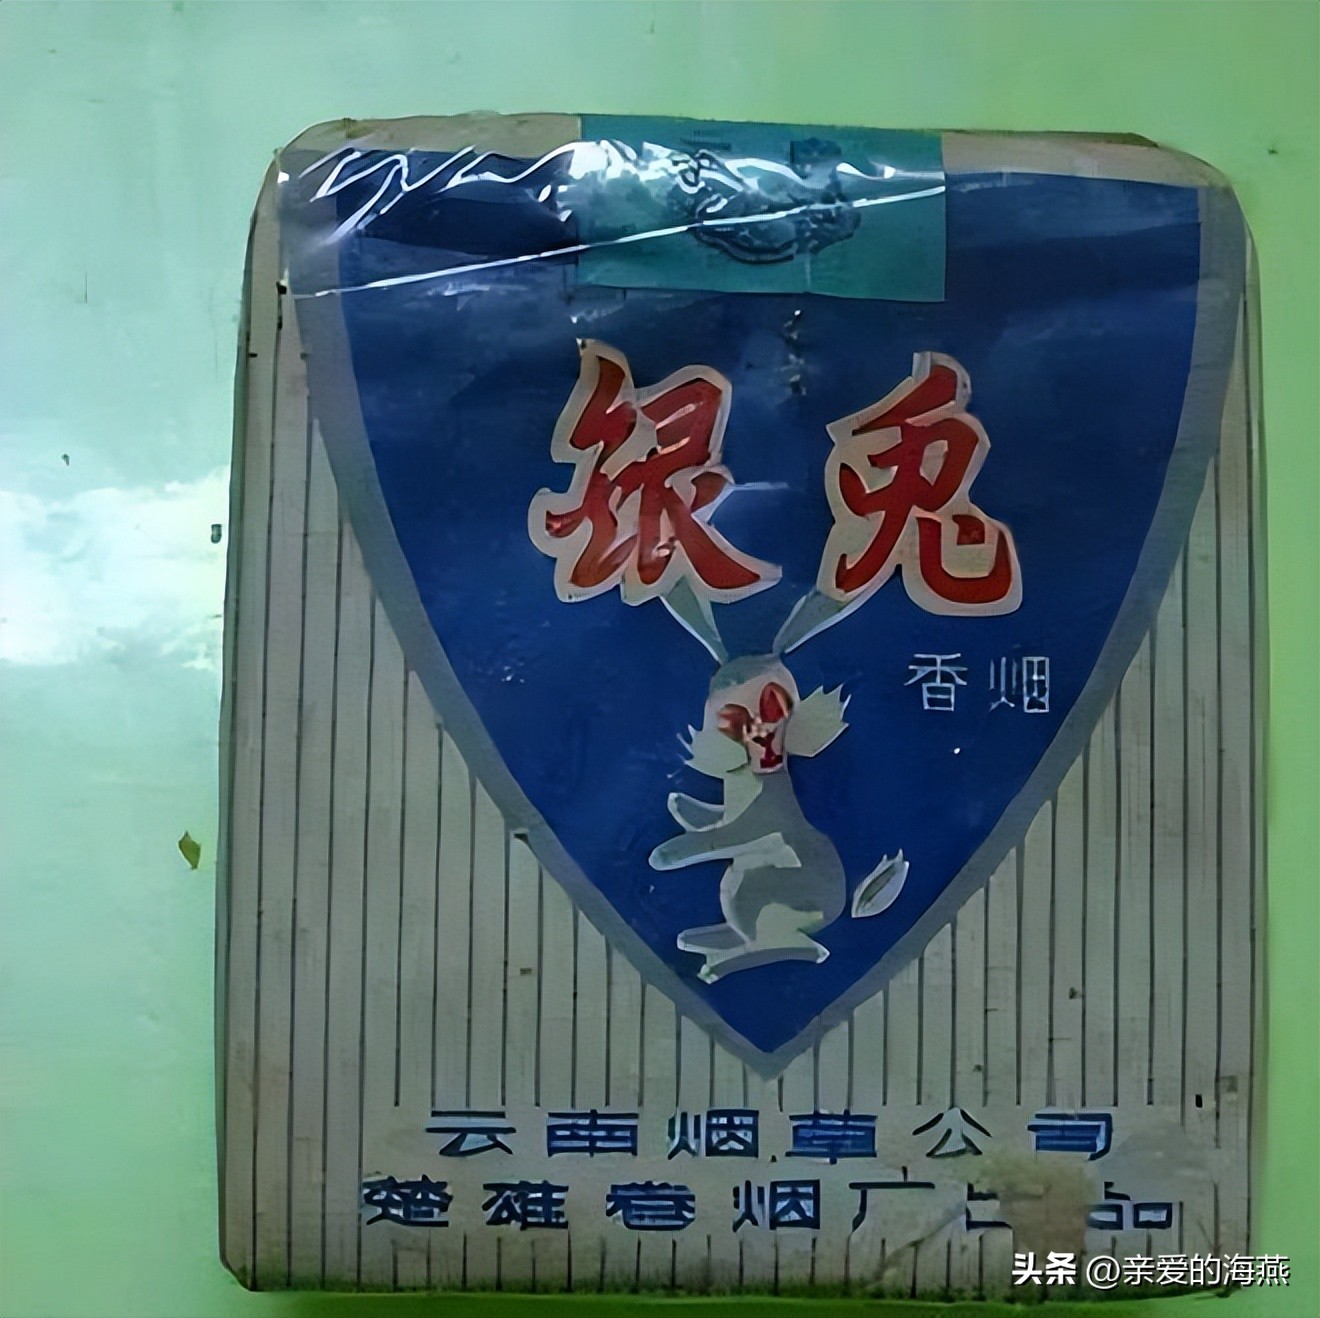 银兔
香烟
云南烟草公司
楚雄卷烟厂出品
头条 @亲爱的海燕